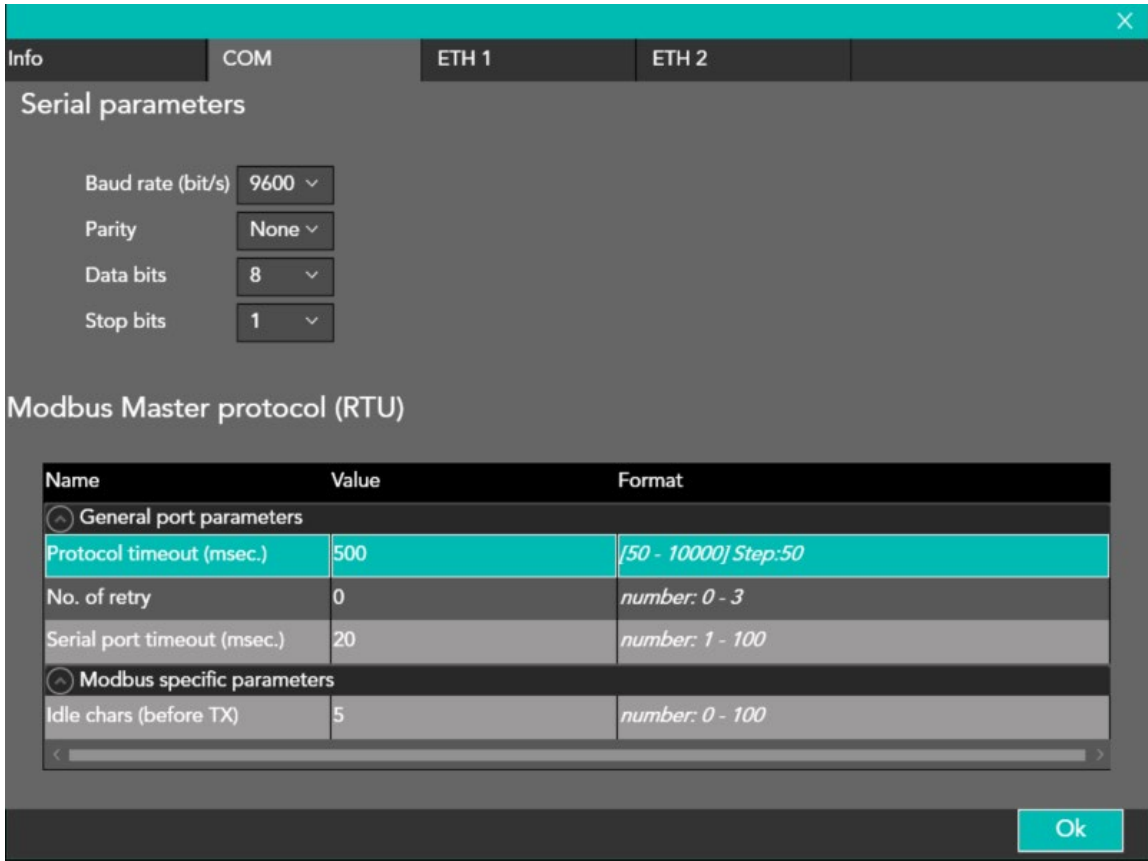 Info COM ETH 1 ETH 2
Serial parameters
Baud rate (bit/s) 9600
Parity None
Data bits 8
Stop bits 1
Modbus Master protocol (RTU)
Name Value Format
General port parameters
Protocol timeout (msec.) 500 [50 - 10000] Step:50
No. of retry 0 number: 0 - 3
Serial port timeout (msec.) 20 number: 1 - 100
Modbus specific parameters
Idle chars (before TX) 5 number: 0 - 100
Ok